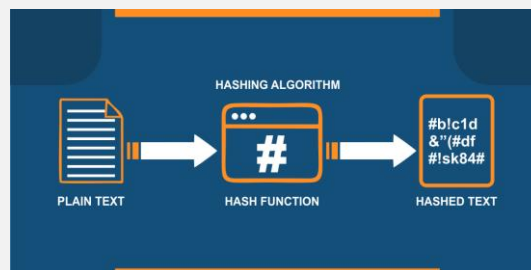 HASHING ALGORITHM
#
#b!c1d
&"(#df
#!sk84#
PLAIN TEXT
HASH FUNCTION
HASHED TEXT